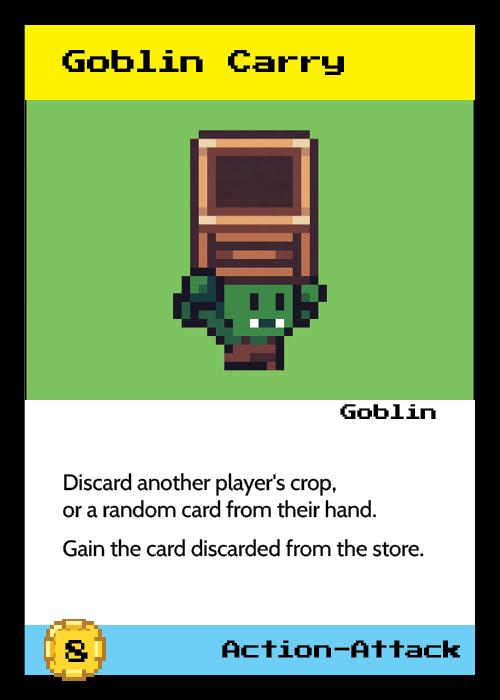 Goblin Carry
Goblin
Discard another player's crop,
or a random card from their hand.
Gain the card discarded from the store.
8
Action-Attack